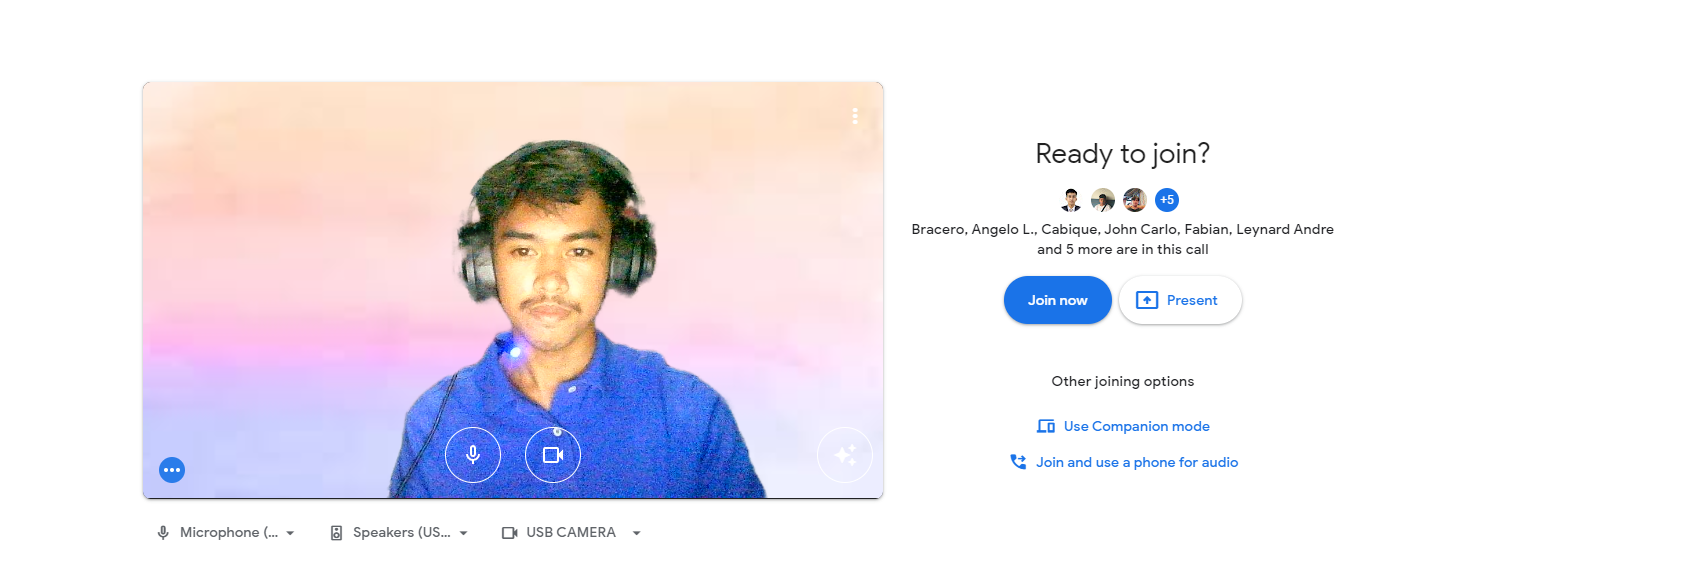 Ready to join?
+5
Bracero, Angelo L., Cabique, John Carlo, Fabian, Leynard Andre
and 5 more are in this call
Join now
Present
Other joining options
Use Companion mode
Join and use a phone for audio
Microphone (...
Speakers (US...
USB CAMERA